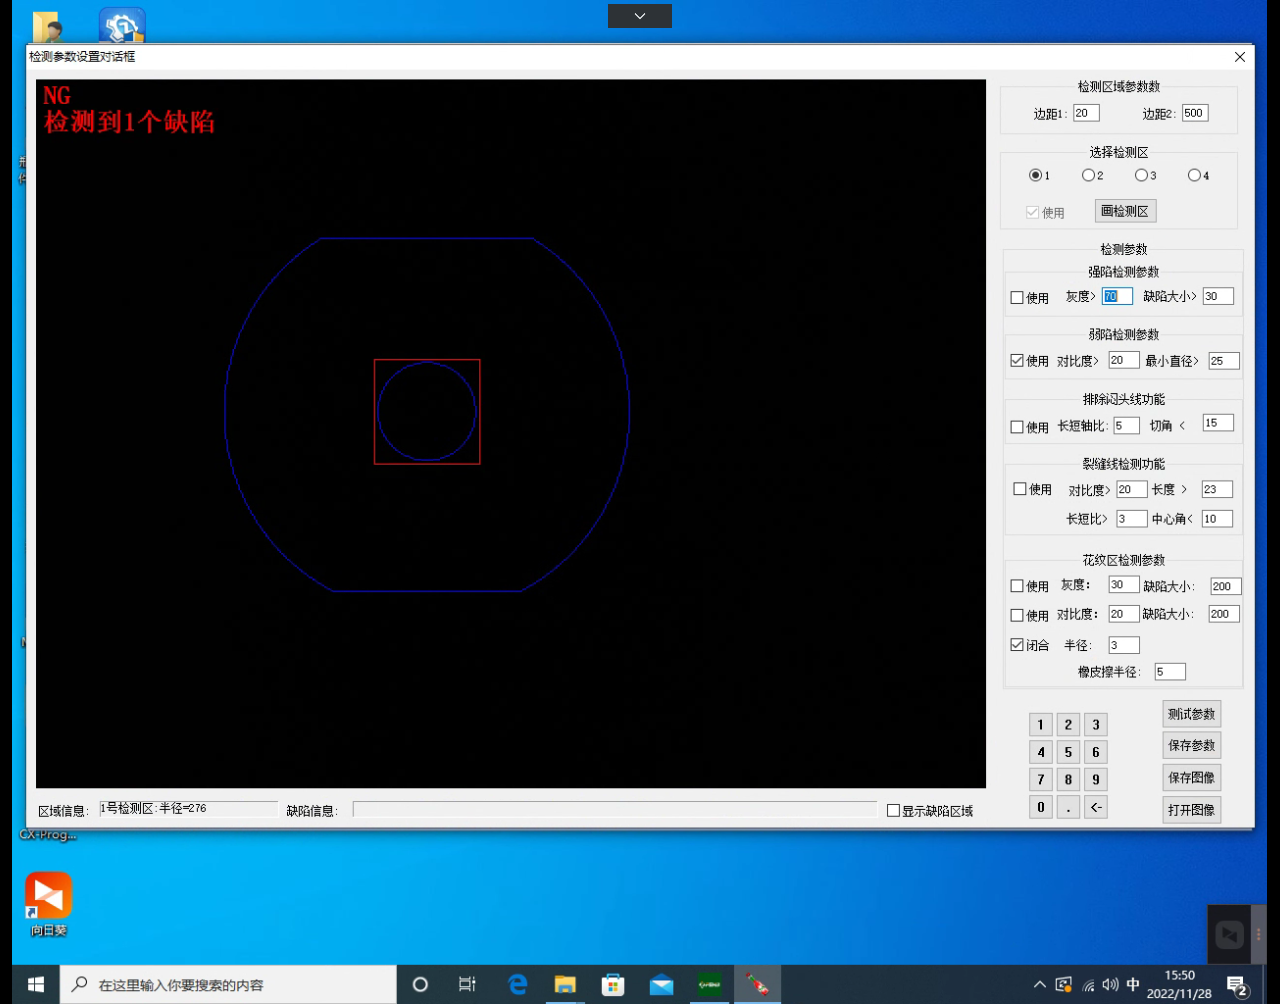 检测参数设置对话框
NG
检测到1个缺陷
检测区域参数数
边距1: 20 边距2: 500
选择检测区
1 2 3 4
使用 画检测区
检测参数
强陷检测参数
使用 灰度> 70 缺陷大小> 30
弱陷检测参数
使用 对比度> 20 最小直径> 25
排除闷头线功能
使用 长短轴比: 5 切角 < 15
裂缝线检测功能
使用 对比度> 20 长度 > 23
长短比> 3 中心角< 10
花纹区检测参数
使用 灰度: 30 缺陷大小: 200
使用 对比度: 20 缺陷大小: 200
闭合 半径: 3
橡皮擦半径: 5
1 2 3
4 5 6
7 8 9
0 . <-
测试参数
保存参数
保存图像
打开图像
区域信息: 1号检测区:半径=276 缺陷信息: 显示缺陷区域
CX-Prog...
向日葵
在这里输入你要搜索的内容
中
15:50
2022/11/28
2